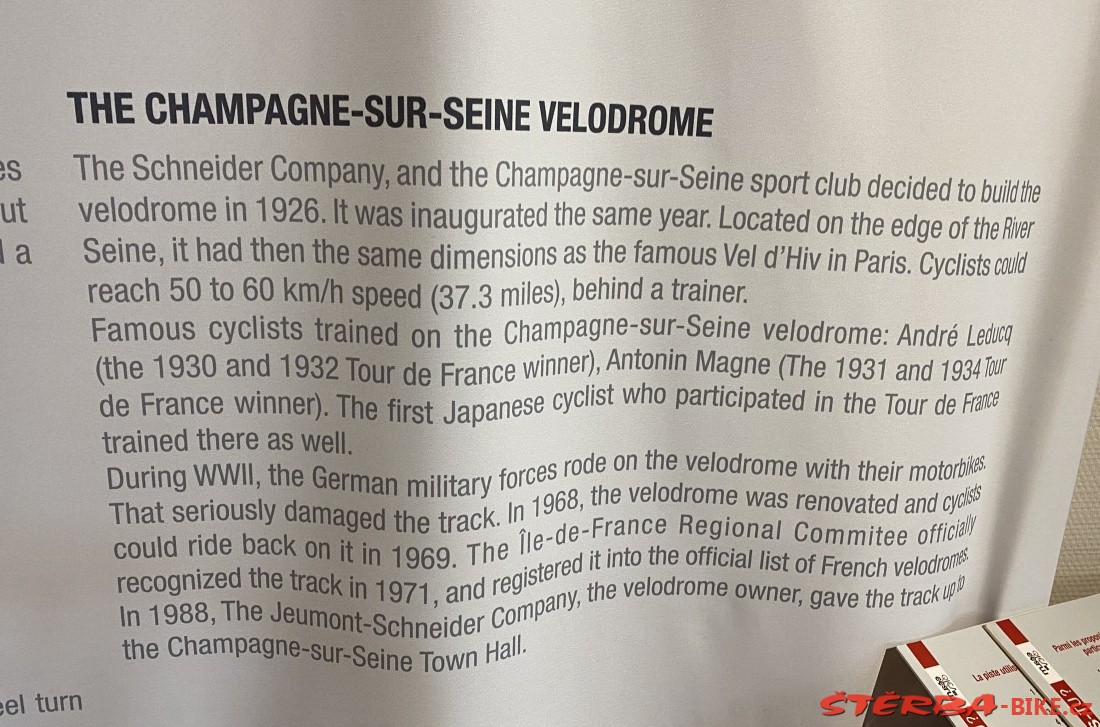 THE CHAMPAGNE-SUR-SEINE VELODROME
The Schneider Company, and the Champagne-sur-Seine sport club decided to build the
velodrome in 1926. It was inaugurated the same year. Located on the edge of the River
Seine, it had then the same dimensions as the famous Vel d'Hiv in Paris. Cyclists could
reach 50 to 60 km/h speed (37.3 miles), behind a trainer.
Famous cyclists trained on the Champagne-sur-Seine velodrome: André Leducq
(the 1930 and 1932 Tour de France winner), Antonin Magne (The 1931 and 1934 Tour
de France winner). The first Japanese cyclist who participated in the Tour de France
trained there as well.
During WWII, the German military forces rode on the velodrome with their motorbikes.
That seriously damaged the track. In 1968, the velodrome was renovated and cyclists
could ride back on it in 1969. The Île-de-France Regional Commitee officially
recognized the track in 1971, and registered it into the official list of French velodromes.
In 1988, The Jeumont-Schneider Company, the velodrome owner, gave the track up to
the Champagne-sur-Seine Town Hall.
es
ut
a
eel turn
La piste
Parmi les
ŠTĚRBA-BIKE.cz